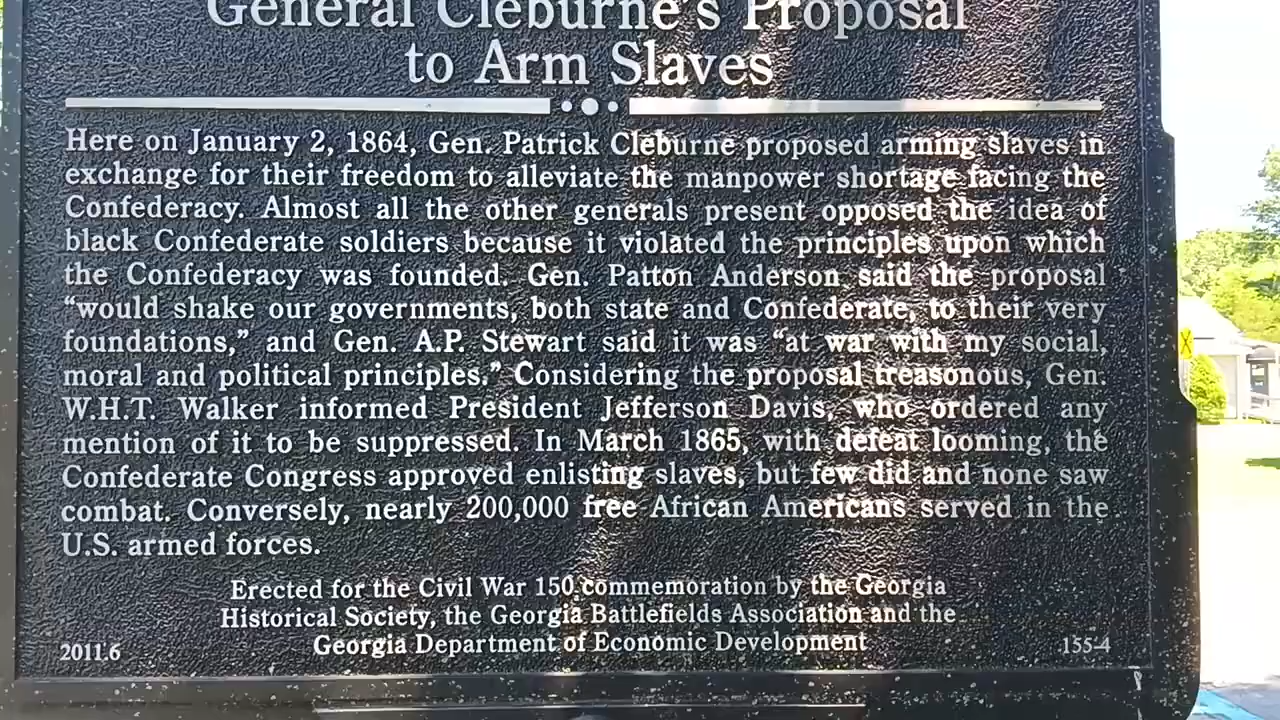 General Cleburne's Proposal
to Arm Slaves
Here on January 2, 1864, Gen. Patrick Cleburne proposed arming slaves in
exchange for their freedom to alleviate the manpower shortage facing the
Confederacy. Almost all the other generals present opposed the idea of
black Confederate soldiers because it violated the principles upon which
the Confederacy was founded. Gen. Patton Anderson said the proposal
“would shake our governments, both state and Confederate, to their very
foundations,” and Gen. A.P. Stewart said it was “at war with my social,
moral and political principles.” Considering the proposal treasonous, Gen.
W.H.T. Walker informed President Jefferson Davis, who ordered any
mention of it to be suppressed. In March 1865, with defeat looming, the
Confederate Congress approved enlisting slaves, but few did and none saw
combat. Conversely, nearly 200,000 free African Americans served in the
U.S. armed forces.
Erected for the Civil War 150 commemoration by the Georgia
Historical Society, the Georgia Battlefields Association and the
Georgia Department of Economic Development
2011.6 155-4